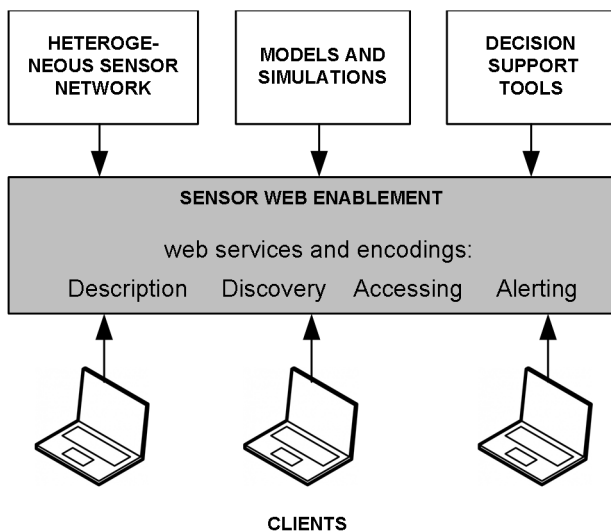 HETEROGE-
NEOUS SENSOR
NETWORK
MODELS AND
SIMULATIONS
DECISION
SUPPORT
TOOLS
SENSOR WEB ENABLEMENT
web services and encodings:
Description Discovery Accessing Alerting
CLIENTS